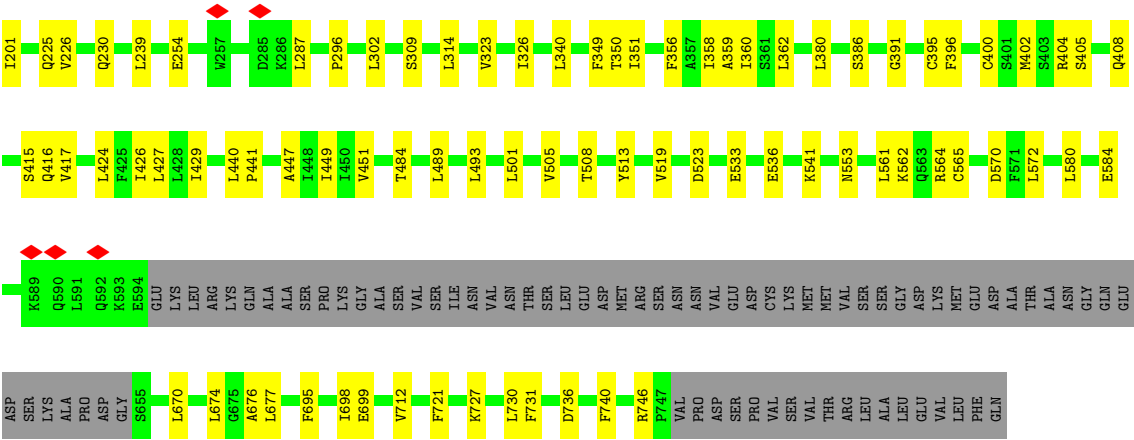 I201 Q225 V226 Q230 L239 E254 W257 D285 K286 L287 P296 L302 S309 L314 V323 I326 L340 F349 T350 I351 F356 A357 I358 A359 I360 S361 L362 L380 S386 G391 C395 F396 C400 S401 M402 S403 R404 S405 Q408
S415 Q416 V417 L424 F425 I426 L427 L428 I429 L440 P441 A447 I448 I449 I450 V451 T484 L489 L493 L501 V505 T508 Y513 V519 D523 E533 E536 K541 N553 L561 K562 Q563 R564 C565 D570 F571 L572 L580 E584
K589 Q590 L591 Q592 K593 E594 GLU LYS LEU ARG LYS GLN ALA ALA SER PRO LYS GLY ALA SER VAL SER ILE ASN VAL ASN THR SER LEU GLU ASP MET ARG SER ASN ASN VAL GLU ASP CYS LYS MET MET VAL SER SER GLY ASP LYS MET GLU ASP ALA THR ALA ASN GLY GLN GLU
ASP SER LYS ALA PRO ASP GLY S655 L670 L674 G675 A676 L677 F695 I698 E699 V712 F721 K727 L730 F731 D736 F740 R746 P747 VAL PRO ASP SER PRO VAL SER VAL THR ARG LEU ALA LEU GLU VAL LEU PHE GLN